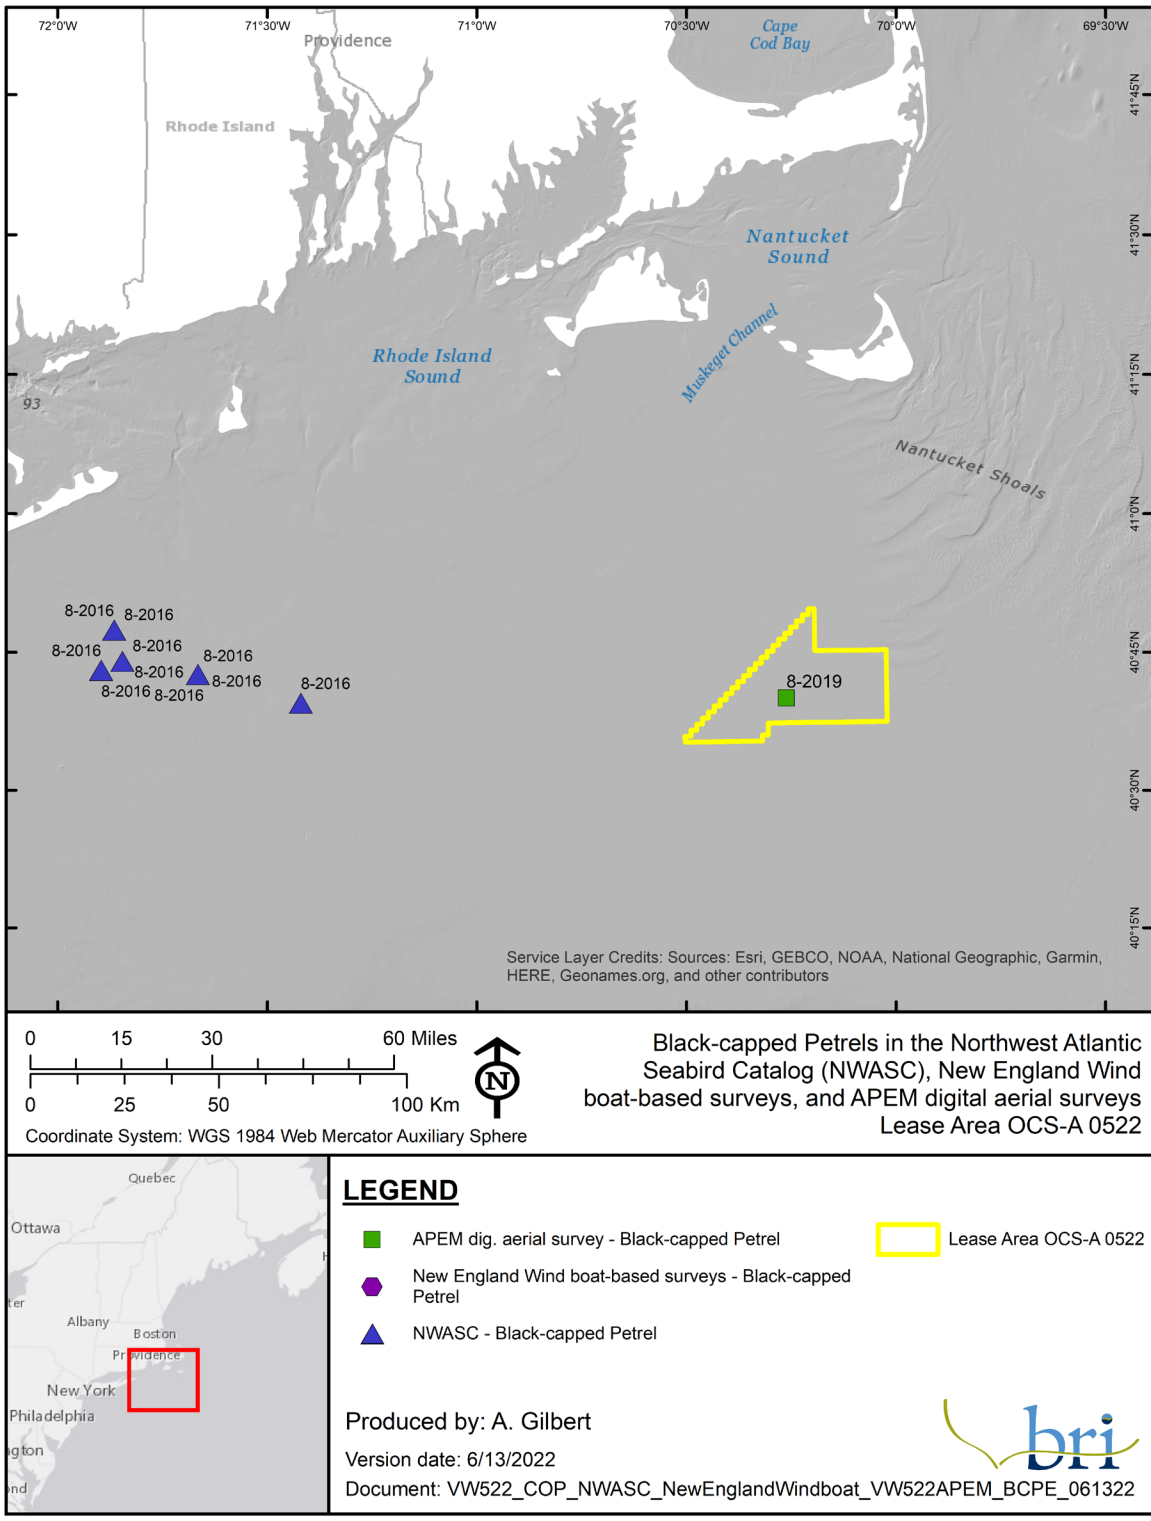 72°0'W
71°30'W
71°0'W
70°30'W
70°0'W
69°30'W
Providence
Cape
Cod Bay
41°45'N
Rhode Island
41°30'N
Nantucket
Sound
Muskeget Channel
Rhode Island
Sound
41°15'N
93
Nantucket Shoals
41°0'N
8-2016
8-2016
8-2016
8-2016
8-2016
8-2016
8-2016
8-2016
8-2016
8-2016
8-2019
40°45'N
40°30'N
40°15'N
Service Layer Credits: Sources: Esri, GEBCO, NOAA, National Geographic, Garmin,
HERE, Geonames.org, and other contributors
0 15 30 60 Miles
0 25 50 100 Km
N
Coordinate System: WGS 1984 Web Mercator Auxiliary Sphere
Black-capped Petrels in the Northwest Atlantic
Seabird Catalog (NWASC), New England Wind
boat-based surveys, and APEM digital aerial surveys
Lease Area OCS-A 0522
Quebec
Ottawa
ter
Albany
Boston
Providence
New York
Philadelphia
ngton
ond
H
LEGEND
APEM dig. aerial survey - Black-capped Petrel
Lease Area OCS-A 0522
New England Wind boat-based surveys - Black-capped
Petrel
NWASC - Black-capped Petrel
Produced by: A. Gilbert
Version date: 6/13/2022
Document: VW522_COP_NWASC_NewEnglandWindboat_VW522APEM_BCPE_061322
bri